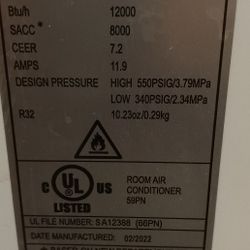 Btu/h 12000
SACC* 8000
CEER 7.2
AMPS 11.9
DESIGN PRESSURE HIGH 550PSIG/3.79MPa
LOW 340PSIG/2.34MPa
R32 10.23oz/0.29kg
C UL US
LISTED
ROOM AIR
CONDITIONER
59PN
UL FILE NUMBER: SA12368 (66PN)
DATE MANUFACTURED: 02/2022